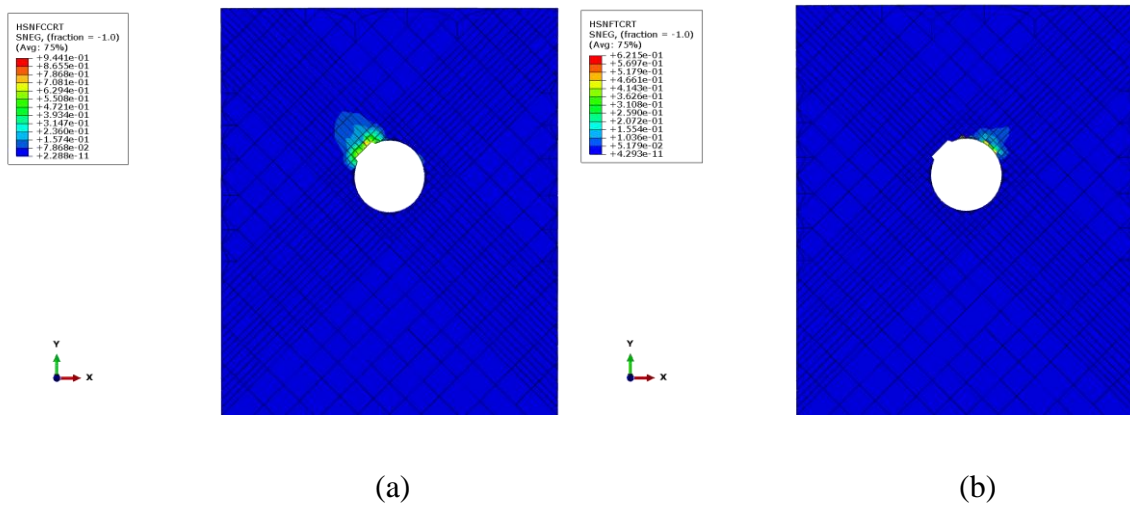 HSNFCCRT
SNEG, (fraction = -1.0)
(Avg: 75%)
+9.441e-01
+8.655e-01
+7.868e-01
+7.081e-01
+6.294e-01
+5.508e-01
+4.721e-01
+3.934e-01
+3.147e-01
+2.360e-01
+1.574e-01
+7.868e-02
+2.288e-11
Y
X
HSNFTCRT
SNEG, (fraction = -1.0)
(Avg: 75%)
+6.215e-01
+5.697e-01
+5.179e-01
+4.661e-01
+4.143e-01
+3.626e-01
+3.108e-01
+2.590e-01
+2.072e-01
+1.554e-01
+1.036e-01
+5.179e-02
+4.293e-11
Y
X
(a)
(b)